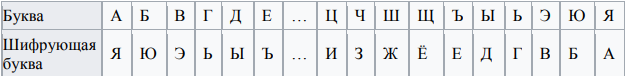 Буква А Б В Г Д Е … Ц Ч Ш Щ Ъ Ы Ь Э Ю Я
Шифрующая буква Я Ю Э Ь Ы Ъ … И З Ж Ё Е Д Г В Б А